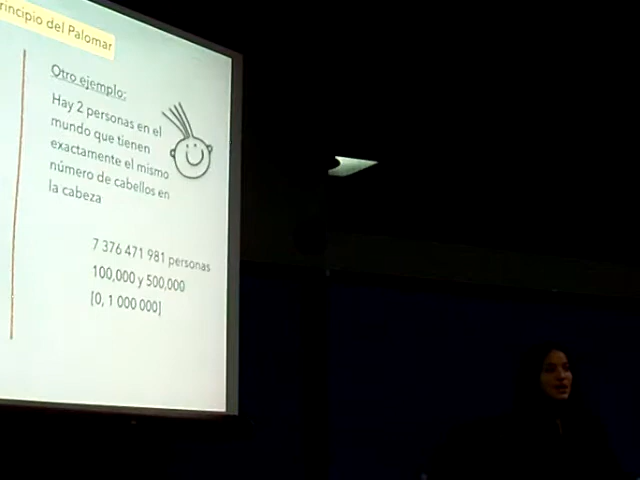 rincipio del Palomar
Otro ejemplo:
Hay 2 personas en el
mundo que tienen
exactamente el mismo
número de cabellos en
la cabeza
7 376 471 981 personas
100,000 y 500,000
[0, 1 000 000]